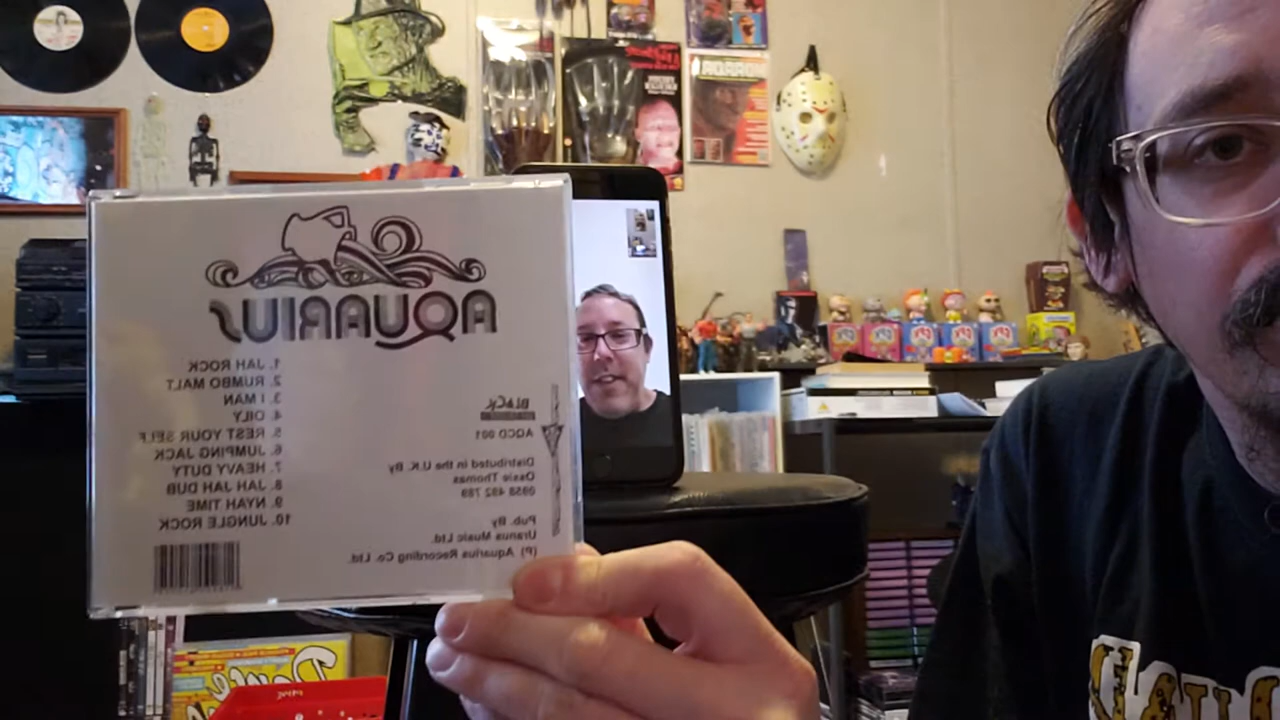 AQUARIUS
1. JAH ROCK
2. RUMBO MALT
3. I MAN
4. OILY
5. REST YOUR SELF
6. JUMPING JACK
7. HEAVY DUTY
8. JAH JAH DUB
9. NYAH TIME
10. JUNGLE ROCK
BLACK
AQCD 001
Distributed in the U.K. By
Ossie Thomas
0958 492 789
Pub. By
Uranus Music Ltd.
(P) Aquarius Recording Co. Ltd.